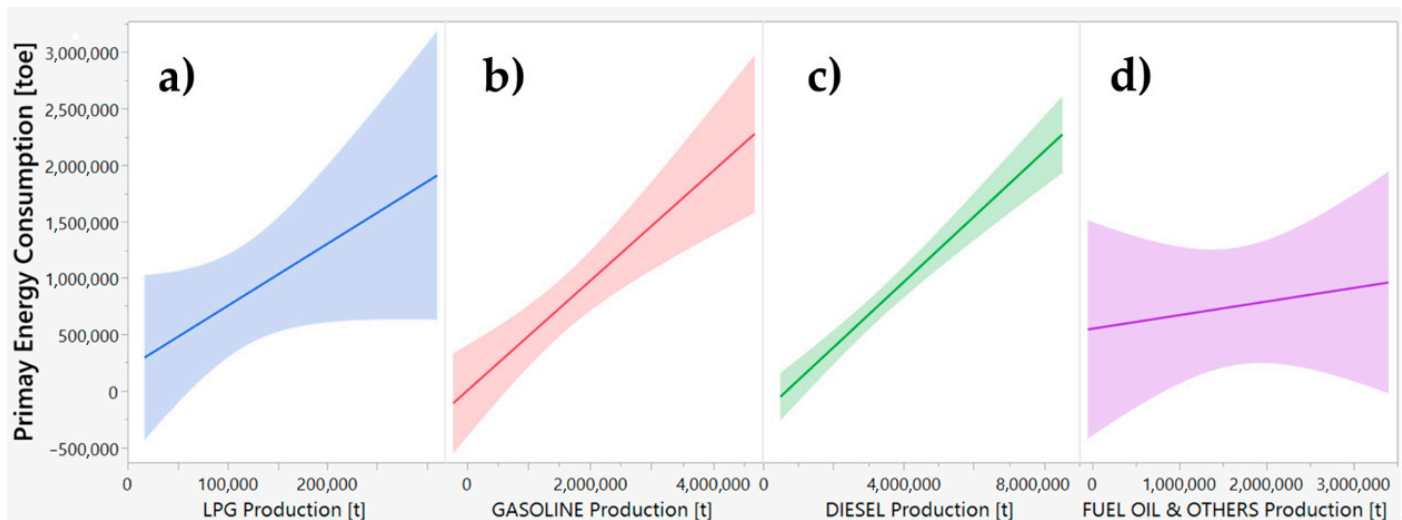 Primay Energy Consumption [toe]
3,000,000
2,500,000
2,000,000
1,500,000
1,000,000
500,000
0
−500,000
a)
b)
c)
d)
0 100,000 200,000
0 2,000,000 4,000,000
0 4,000,000 8,000,000
0 1,000,000 2,000,000 3,000,000
LPG Production [t]
GASOLINE Production [t]
DIESEL Production [t]
FUEL OIL & OTHERS Production [t]